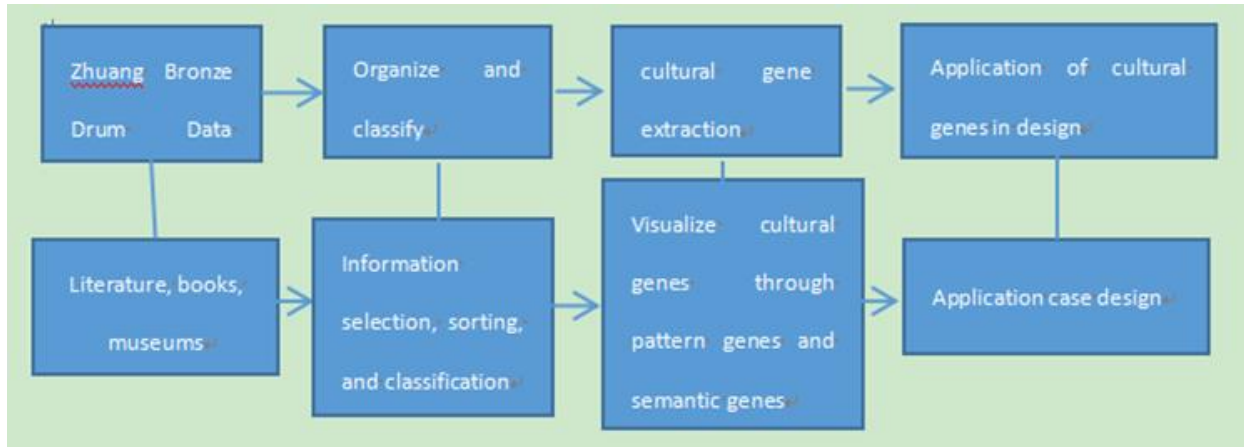 Zhuang Bronze
Drum Data
Organize and
classify
cultural gene
extraction
Application of cultural
genes in design
Literature, books,
museums
Information
selection, sorting,
and classification
Visualize cultural
genes through
pattern genes and
semantic genes
Application case design